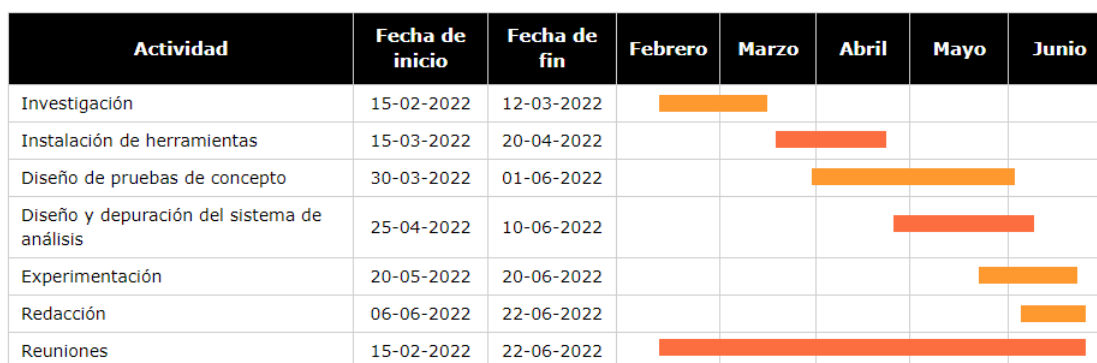 Actividad Fecha de inicio Fecha de fin Febrero Marzo Abril Mayo Junio
Investigación 15-02-2022 12-03-2022
Instalación de herramientas 15-03-2022 20-04-2022
Diseño de pruebas de concepto 30-03-2022 01-06-2022
Diseño y depuración del sistema de
análisis 25-04-2022 10-06-2022
Experimentación 20-05-2022 20-06-2022
Redacción 06-06-2022 22-06-2022
Reuniones 15-02-2022 22-06-2022